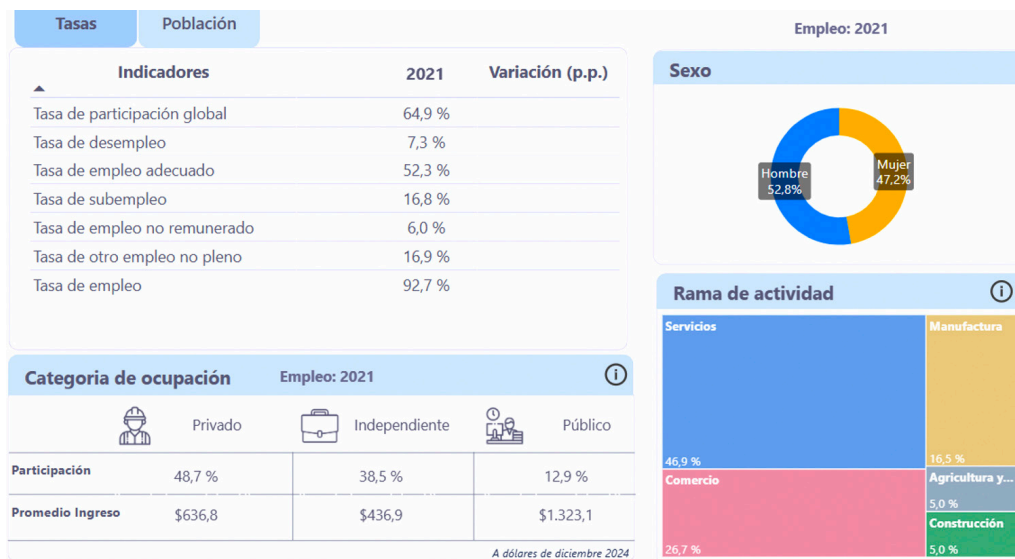 Tasas Población
Indicadores 2021 Variación (p.p.)
Tasa de participación global 64,9 %
Tasa de desempleo 7,3 %
Tasa de empleo adecuado 52,3 %
Tasa de subempleo 16,8 %
Tasa de empleo no remunerado 6,0 %
Tasa de otro empleo no pleno 16,9 %
Tasa de empleo 92,7 %
Categoria de ocupación Empleo: 2021
Privado Independiente Público
Participación 48,7 % 38,5 % 12,9 %
Promedio Ingreso $636,8 $436,9 $1.323,1
A dólares de diciembre 2024
Empleo: 2021
Sexo
Hombre
52,8%
Mujer
47,2%
Rama de actividad
Servicios
46,9 %
Comercio
26,7 %
Manufactura
16,5 %
Agricultura y...
5,0 %
Construcción
5,0 %